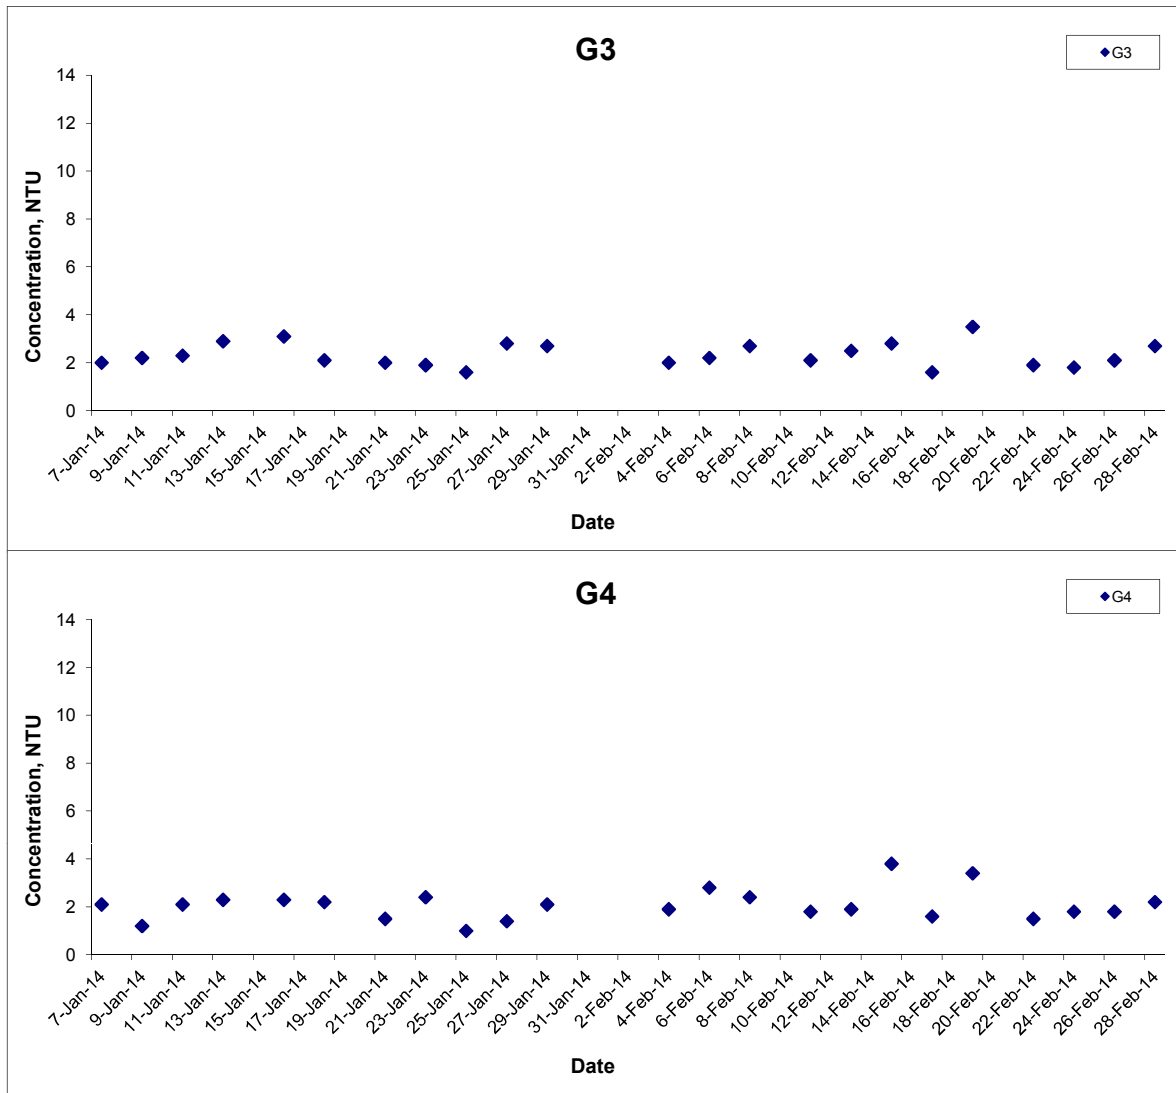 G3
G3
14
12
10
8
6
4
2
0
Concentration, NTU
7-Jan-14 9-Jan-14 11-Jan-14 13-Jan-14 15-Jan-14 17-Jan-14 19-Jan-14 21-Jan-14 23-Jan-14 25-Jan-14 27-Jan-14 29-Jan-14 31-Jan-14 2-Feb-14 4-Feb-14 6-Feb-14 8-Feb-14 10-Feb-14 12-Feb-14 14-Feb-14 16-Feb-14 18-Feb-14 20-Feb-14 22-Feb-14 24-Feb-14 26-Feb-14 28-Feb-14
Date
G4
G4
14
12
10
8
6
4
2
0
Concentration, NTU
7-Jan-14 9-Jan-14 11-Jan-14 13-Jan-14 15-Jan-14 17-Jan-14 19-Jan-14 21-Jan-14 23-Jan-14 25-Jan-14 27-Jan-14 29-Jan-14 31-Jan-14 2-Feb-14 4-Feb-14 6-Feb-14 8-Feb-14 10-Feb-14 12-Feb-14 14-Feb-14 16-Feb-14 18-Feb-14 20-Feb-14 22-Feb-14 24-Feb-14 26-Feb-14 28-Feb-14
Date